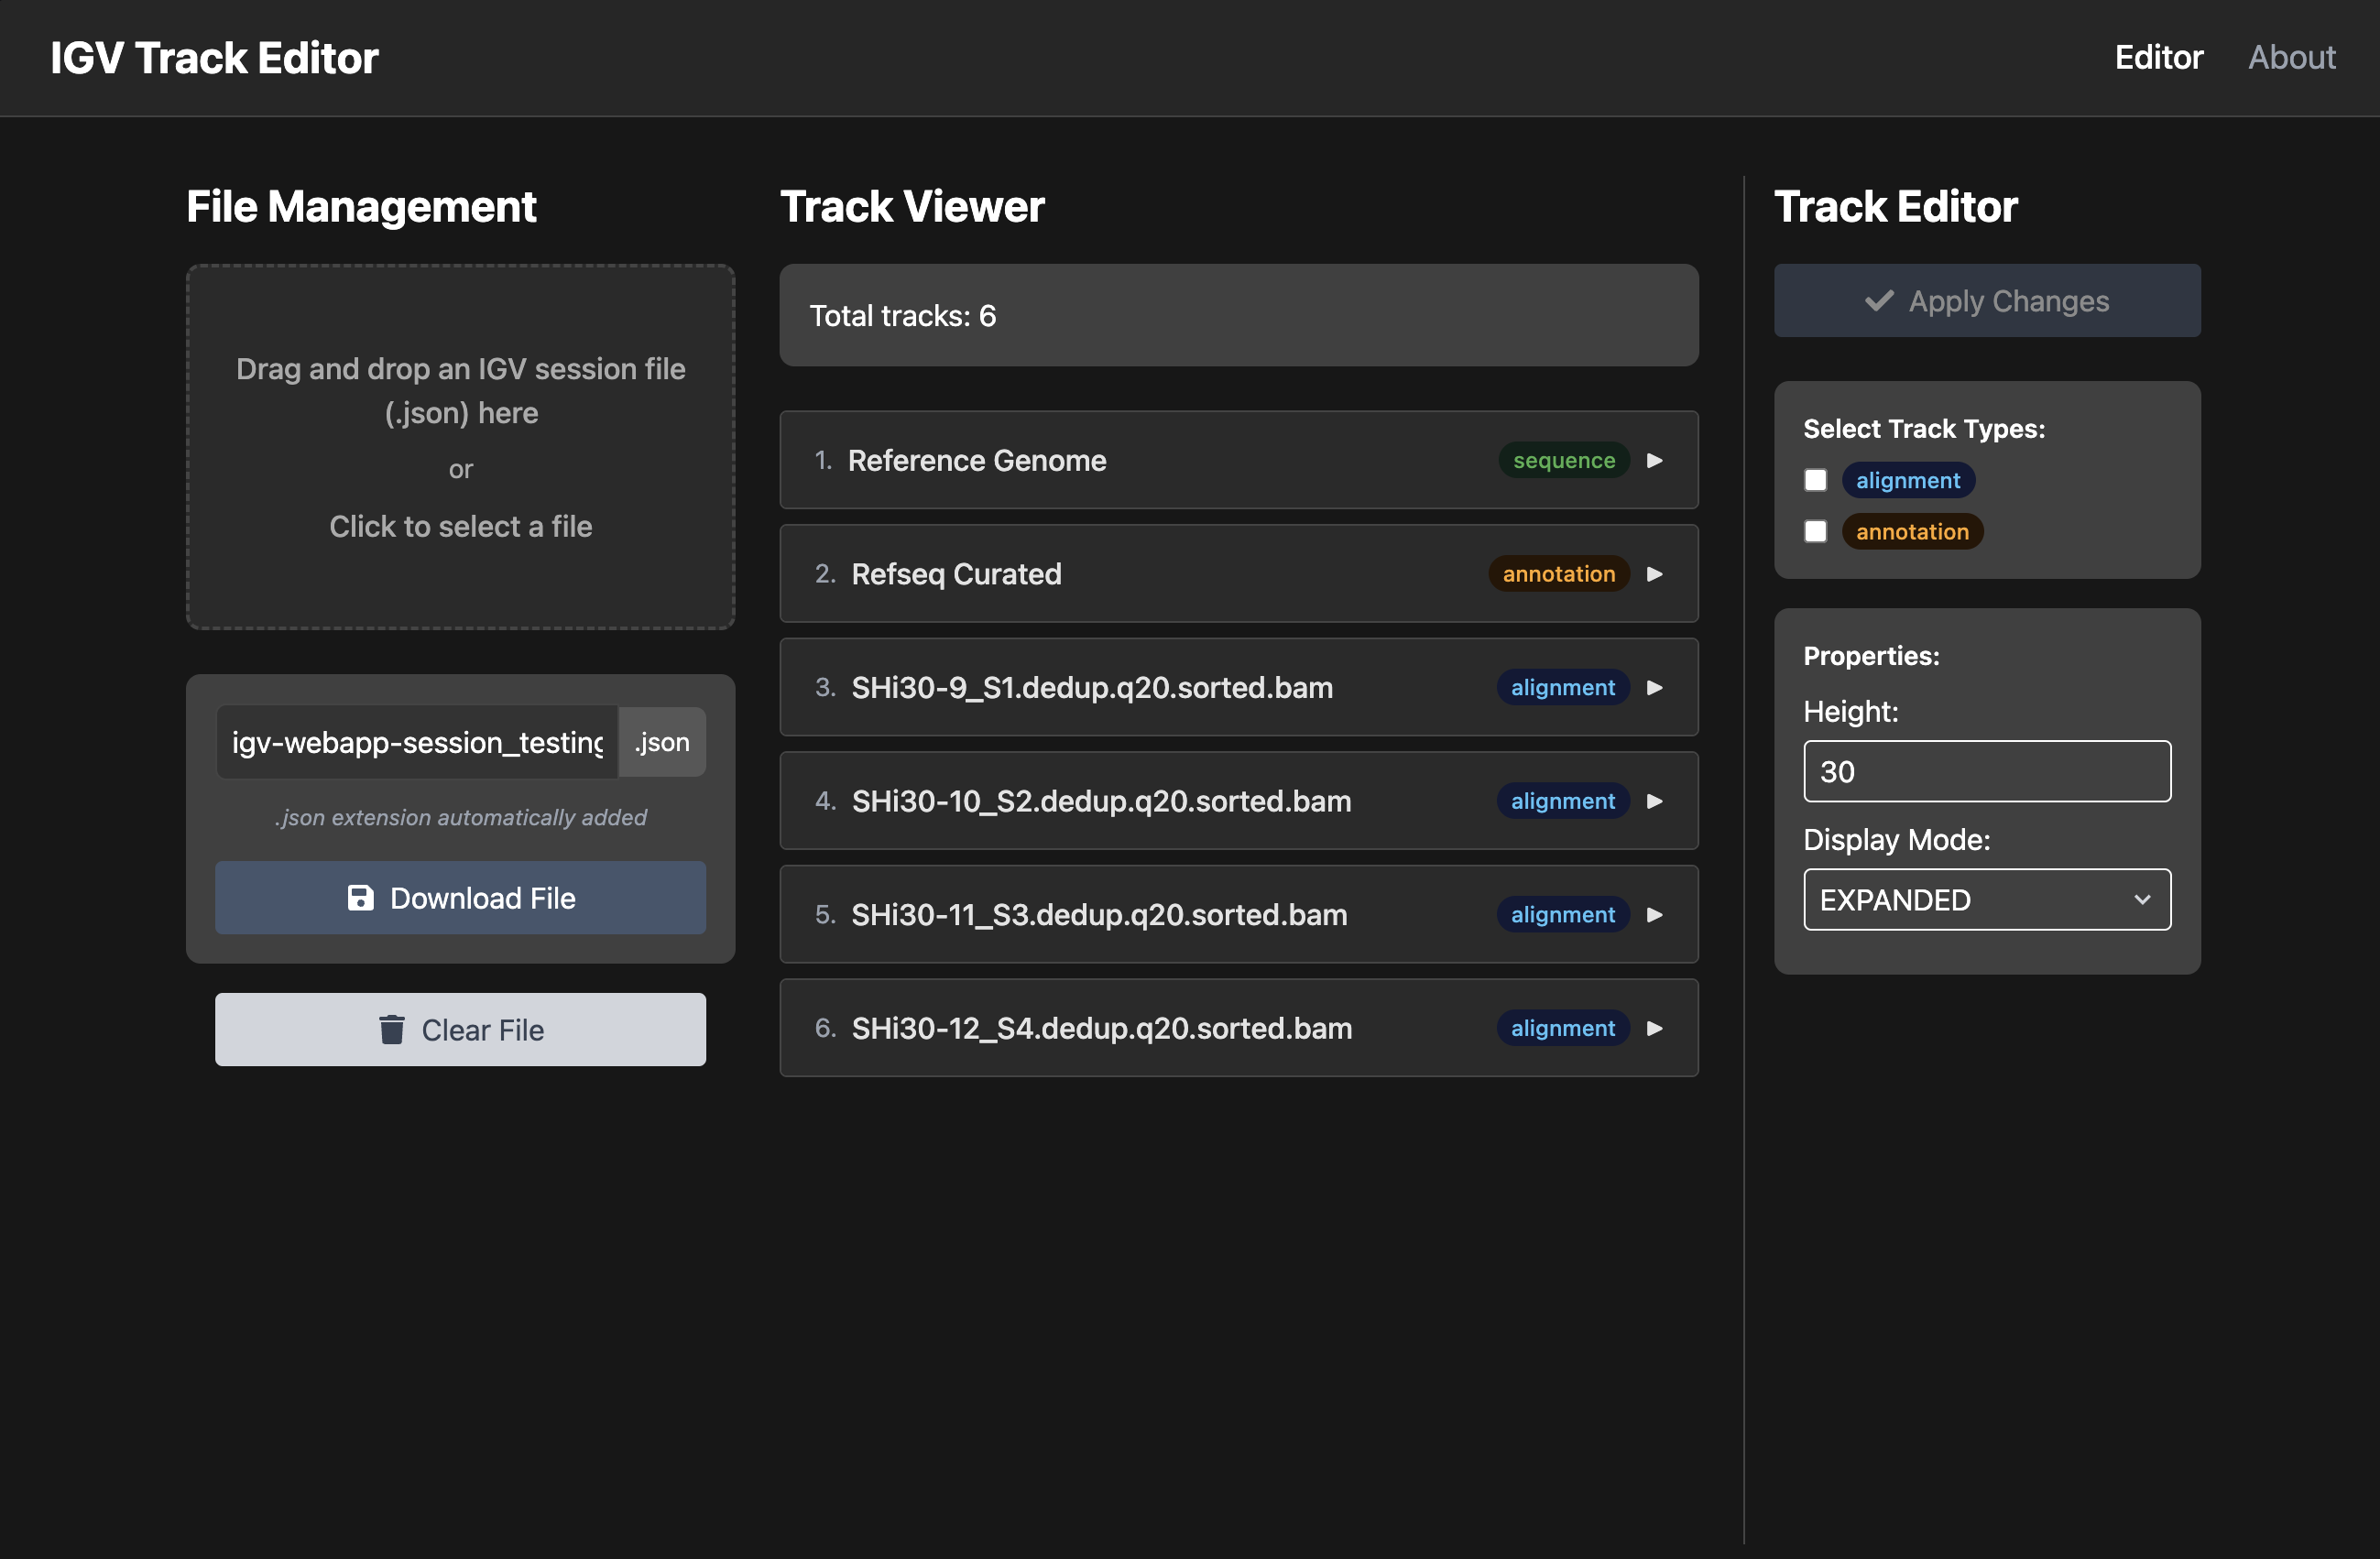 IGV Track Editor
Editor
About
File Management
Drag and drop an IGV session file
(.json) here
or
Click to select a file
igv-webapp-session_testing
.json
.json extension automatically added
Download File
Clear File
Track Viewer
Total tracks: 6
1. Reference Genome sequence
2. Refseq Curated annotation
3. SHi30-9_S1.dedup.q20.sorted.bam alignment
4. SHi30-10_S2.dedup.q20.sorted.bam alignment
5. SHi30-11_S3.dedup.q20.sorted.bam alignment
6. SHi30-12_S4.dedup.q20.sorted.bam alignment
Track Editor
Apply Changes
Select Track Types:
alignment
annotation
Properties:
Height:
30
Display Mode:
EXPANDED